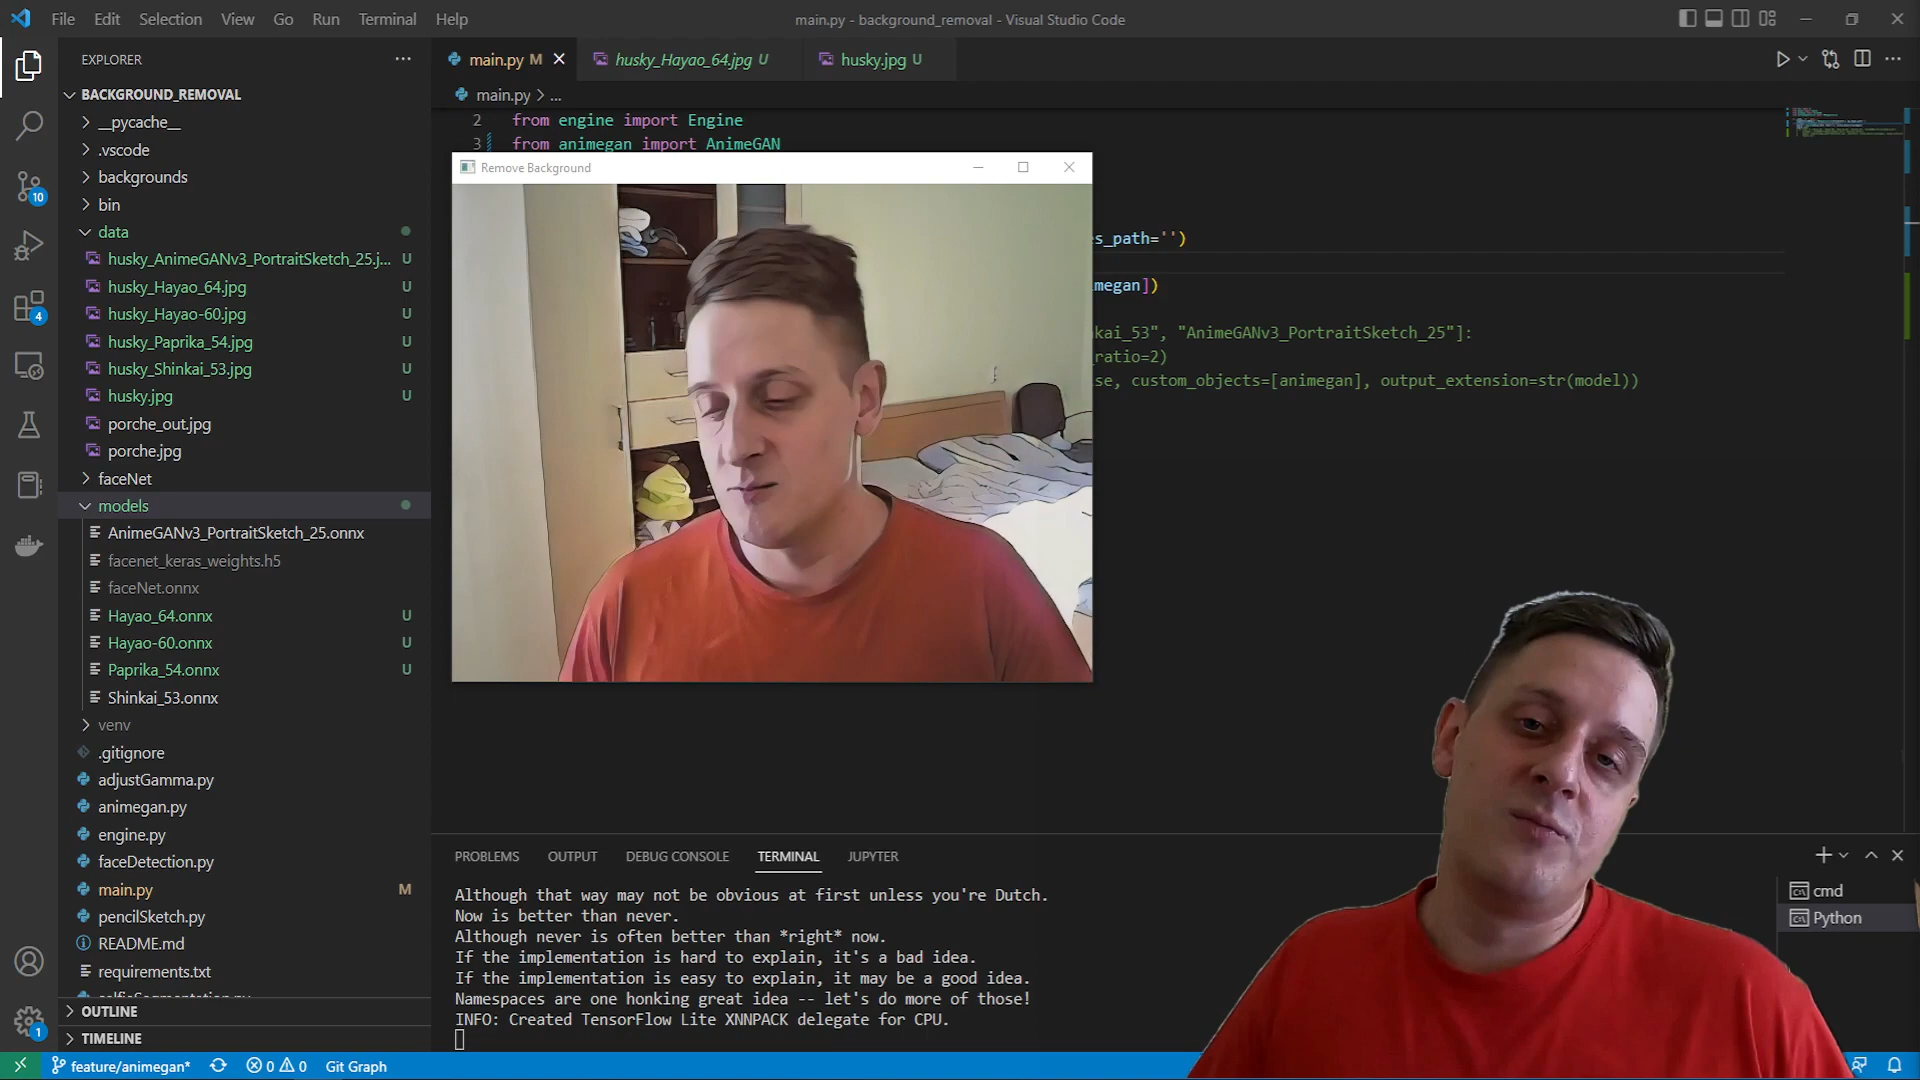 File Edit Selection View Go Run Terminal Help
main.py - background_removal - Visual Studio Code
EXPLORER
main.py M
husky_Hayao_64.jpg U
husky.jpg U
main.py > ...
BACKGROUND_REMOVAL
__pycache__
.vscode
backgrounds
bin
data
husky_AnimeGANv3_PortraitSketch_25.j... U
husky_Hayao_64.jpg U
husky_Hayao-60.jpg U
husky_Paprika_54.jpg U
husky_Shinkai_53.jpg U
husky.jpg U
porche_out.jpg
porche.jpg
faceNet
models
AnimeGANv3_PortraitSketch_25.onnx
facenet_keras_weights.h5
faceNet.onnx
Hayao_64.onnx U
Hayao-60.onnx U
Paprika_54.onnx U
Shinkai_53.onnx
venv
.gitignore
adjustGamma.py
animegan.py
engine.py
faceDetection.py
main.py M
pencilSketch.py
README.md
requirements.txt
OUTLINE
TIMELINE
10
4
1
2 from engine import Engine
3 from animegan import AnimeGAN
Remove Background
s_path='')
megan])
kai_53", "AnimeGANv3_PortraitSketch_25"]:
ratio=2)
se, custom_objects=[animegan], output_extension=str(model))
PROBLEMS OUTPUT DEBUG CONSOLE TERMINAL JUPYTER
Although that way may not be obvious at first unless you're Dutch.
Now is better than never.
Although never is often better than *right* now.
If the implementation is hard to explain, it's a bad idea.
If the implementation is easy to explain, it may be a good idea.
Namespaces are one honking great idea -- let's do more of those!
INFO: Created TensorFlow Lite XNNPACK delegate for CPU.
cmd
Python
feature/animegan* 0 0 Git Graph